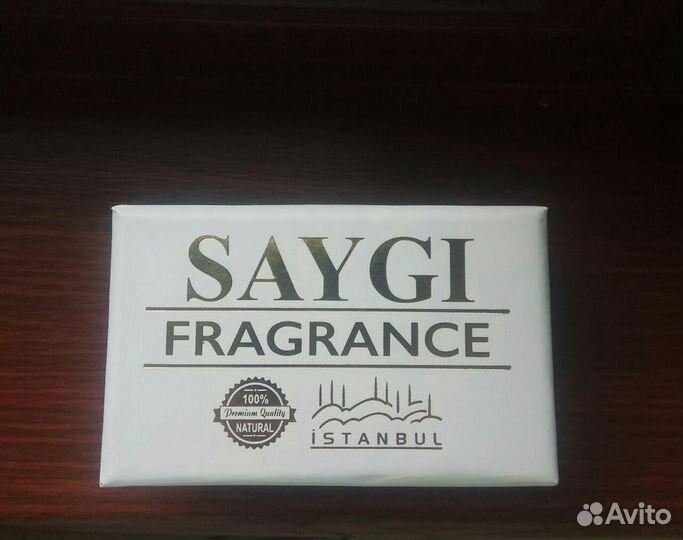 SAYGI
FRAGRANCE
100%
Premium Quality
NATURAL
İSTANBUL
Avito